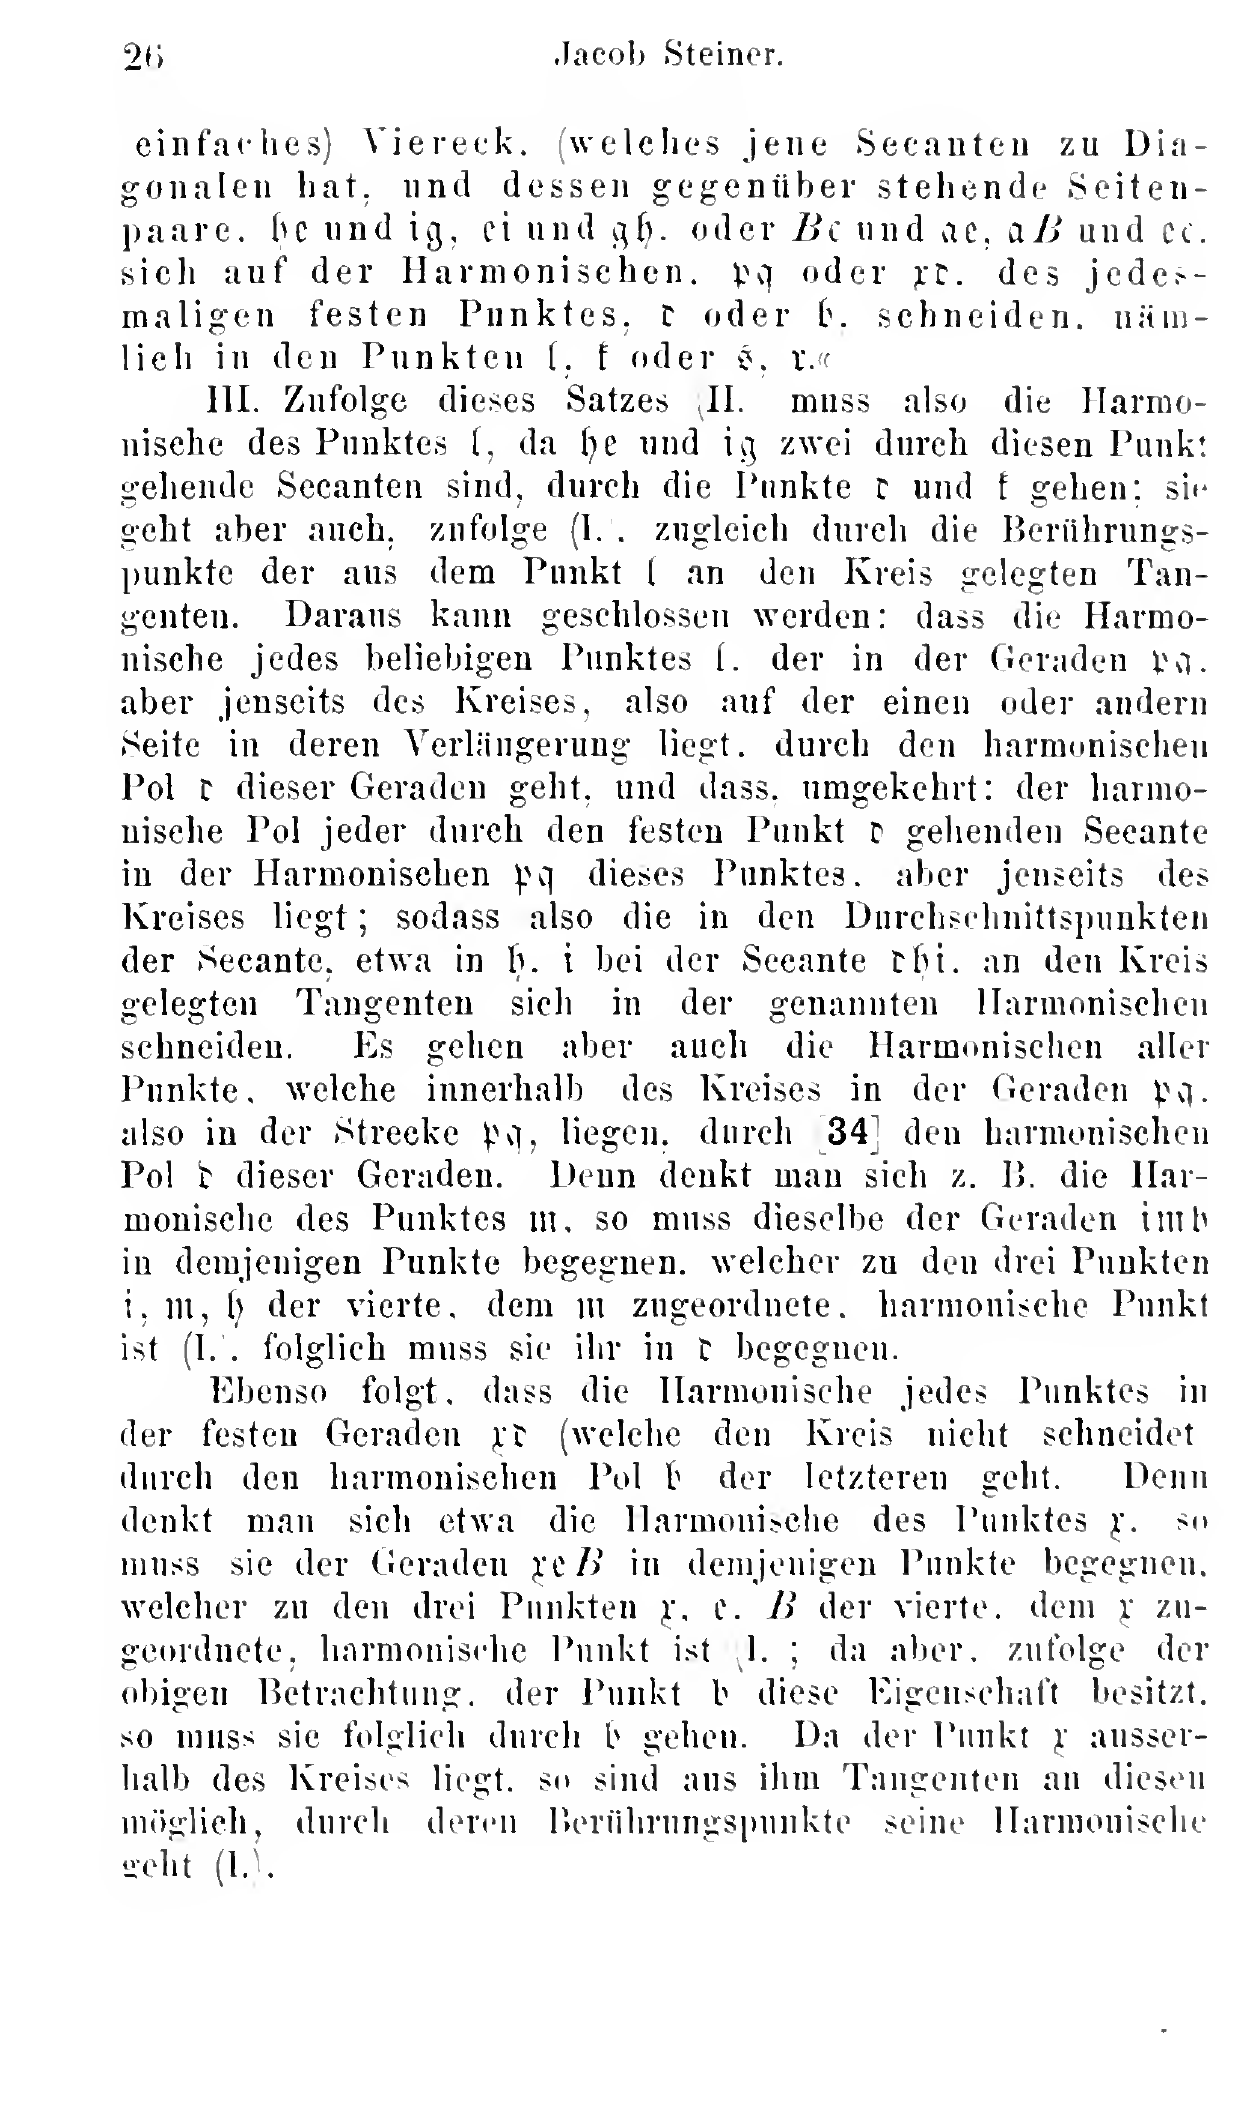 26 Jacob Steiner.
einfaches) Viereck, (welches jene Secanten zu Dia-
gonalen hat, und dessen gegenüber stehende Seiten-
paare, 𝔥𝔢 und 𝔦𝔤, 𝔢𝔦 und 𝔤𝔥, oder B𝔠 und 𝔞𝔢, 𝔞B und 𝔢𝔠,
sich auf der Harmonischen, 𝔭𝔮 oder 𝔵𝔯, des jedes-
maligen festen Punktes, 𝔯 oder 𝔟, schneiden, näm-
lich in den Punkten 𝔩, 𝔨 oder 𝔰, 𝔯.«
III. Zufolge dieses Satzes (II. muss also die Harmo-
nische des Punktes 𝔩, da 𝔥𝔢 und 𝔦𝔤 zwei durch diesen Punkt
gehende Secanten sind, durch die Punkte 𝔯 und 𝔨 gehen; sie
geht aber auch, zufolge (I.), zugleich durch die Berührungs-
punkte der aus dem Punkt 𝔩 an den Kreis gelegten Tan-
genten. Daraus kann geschlossen werden: dass die Harmo-
nische jedes beliebigen Punktes 𝔩, der in der Geraden 𝔭𝔮,
aber jenseits des Kreises, also auf der einen oder andern
Seite in deren Verlängerung liegt, durch den harmonischen
Pol 𝔯 dieser Geraden geht, und dass, umgekehrt: der harmo-
nische Pol jeder durch den festen Punkt 𝔯 gehenden Secante
in der Harmonischen 𝔭𝔮 dieses Punktes, aber jenseits des
Kreises liegt; sodass also die in den Durchschnittspunkten
der Secante, etwa in 𝔥, 𝔦 bei der Secante 𝔯𝔥𝔦, an den Kreis
gelegten Tangenten sich in der genannten Harmonischen
schneiden. Es gehen aber auch die Harmonischen aller
Punkte, welche innerhalb des Kreises in der Geraden 𝔭𝔮,
also in der Strecke 𝔭𝔮, liegen, durch [34] den harmonischen
Pol 𝔯 dieser Geraden. Denn denkt man sich z. B. die Har-
monische des Punktes 𝔪, so muss dieselbe der Geraden 𝔦𝔪𝔥
in demjenigen Punkte begegnen, welcher zu den drei Punkten
𝔦, 𝔪, 𝔥 der vierte, dem 𝔪 zugeordnete, harmonische Punkt
ist (I.), folglich muss sie ihr in 𝔯 begegnen.
Ebenso folgt, dass die Harmonische jedes Punktes in
der festen Geraden 𝔵𝔯 (welche den Kreis nicht schneidet
durch den harmonischen Pol 𝔟 der letzteren geht. Denn
denkt man sich etwa die Harmonische des Punktes 𝔵, so
muss sie der Geraden 𝔵𝔢B in demjenigen Punkte begegnen,
welcher zu den drei Punkten 𝔵, 𝔢, B der vierte, dem 𝔵 zu-
geordnete, harmonische Punkt ist (I. ; da aber, zufolge der
obigen Betrachtung, der Punkt 𝔟 diese Eigenschaft besitzt,
so muss sie folglich durch 𝔟 gehen. Da der Punkt 𝔵 ausser-
halb des Kreises liegt, so sind aus ihm Tangenten an diesen
möglich, durch deren Berührungspunkte seine Harmonische
geht (I.).